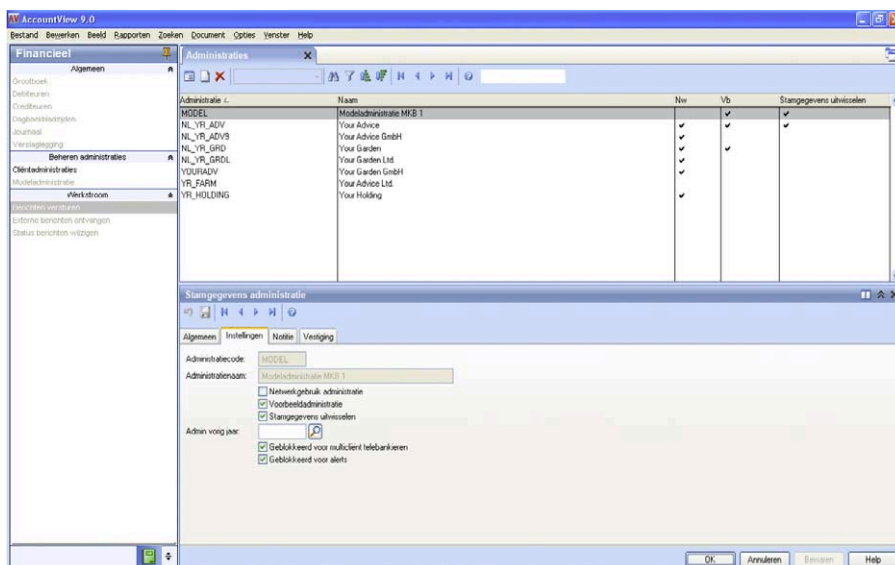 AccountView 9.0
Bestand Bewerken Beeld Rapporten Zoeken Document Opties Venster Help
Financieel
Algemeen
Grootboek
Debiteuren
Crediteuren
Dagboekbladzijden
Journaal
Verslaglegging
Beheren administraties
Cliëntadministraties
Modeladministratie
Werkstroom
Berichten versturen
Externe berichten ontvangen
Status berichten wijzigen
Administraties
Administratie Naam Nw Vb Stamgegevens uitwisselen
MODEL Modeladministratie MKB 1
NL_YR_ADV Your Advice
NL_YR_ADV9 Your Advice GmbH
NL_YR_GRD Your Garden
NL_YR_GRDL Your Garden Ltd.
YOURADV Your Garden GmbH
YR_FARM Your Advice Ltd.
YR_HOLDING Your Holding
Stamgegevens administratie
Algemeen Instellingen Notitie Vestiging
Administratiecode: MODEL
Administratienaam: Modeladministratie MKB 1
Netwerkgebruik administratie
Voorbeeldadministratie
Stamgegevens uitwisselen
Admin vorig jaar:
Geblokkeerd voor multicliënt telebankieren
Geblokkeerd voor alerts
OK Annuleren Bewaren Help